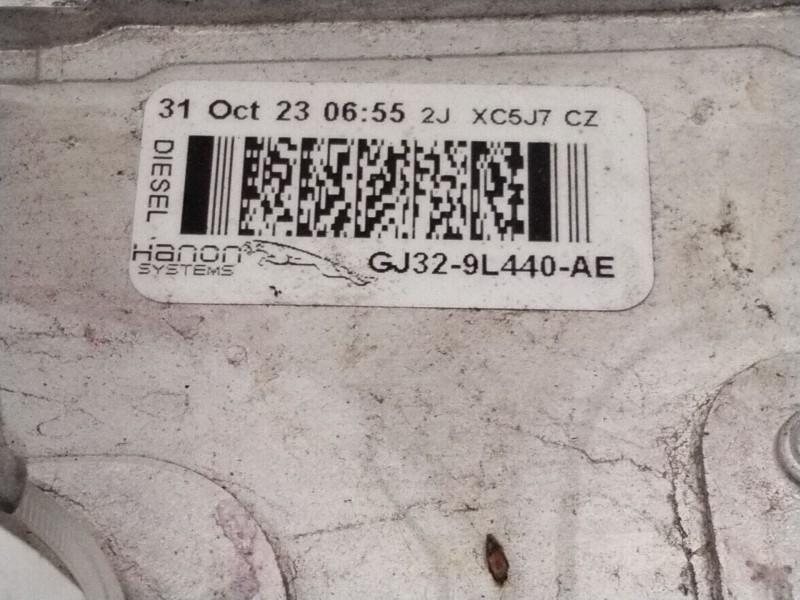 31 Oct 23 06:55 2J XC5J7 CZ
DIESEL
Hanon
SYSTEMS
GJ32-9L440-AE